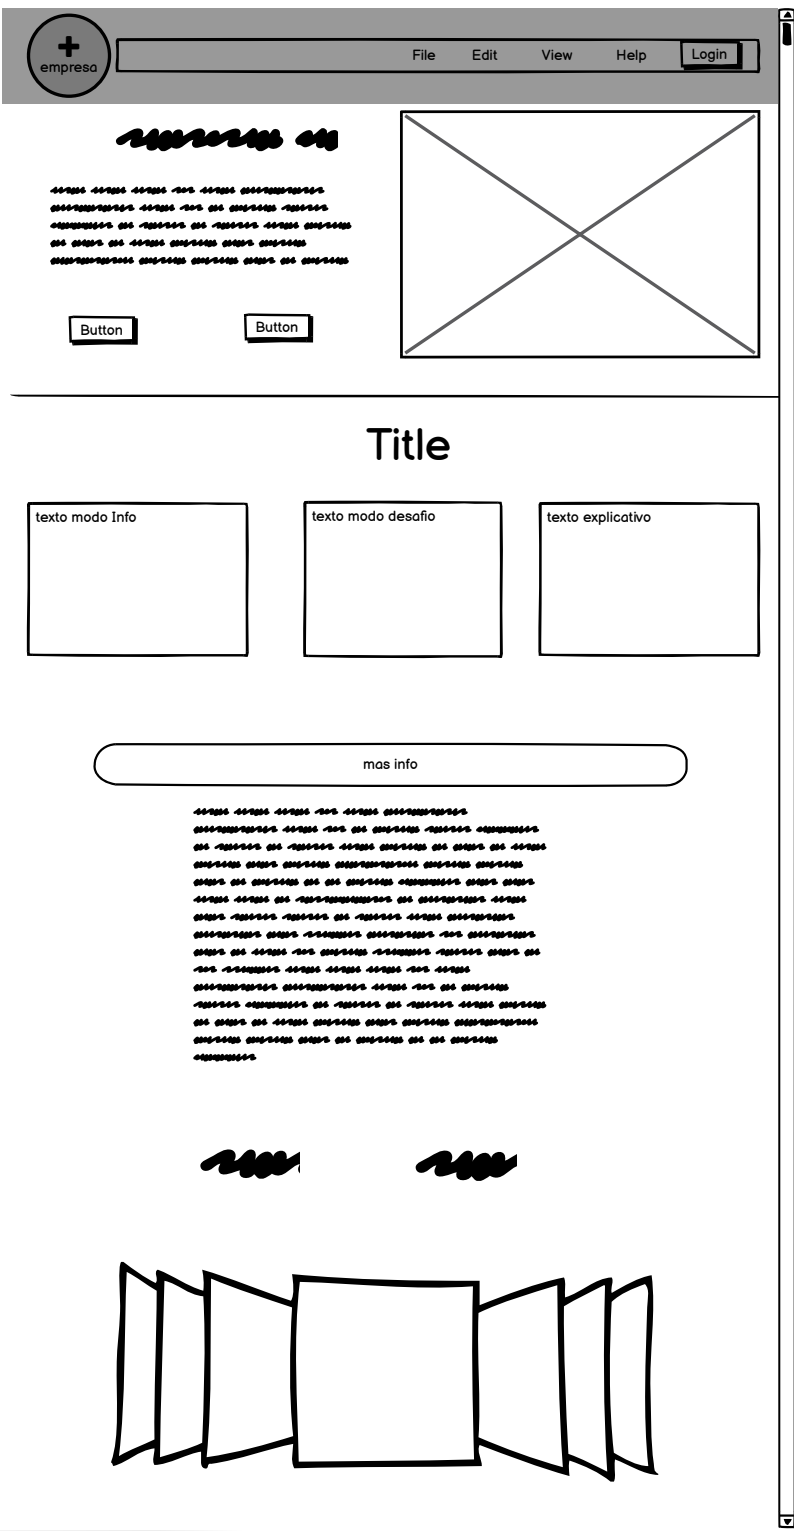 empresa
File Edit View Help Login
Button Button
Title
texto modo Info
texto modo desafio
texto explicativo
mas info